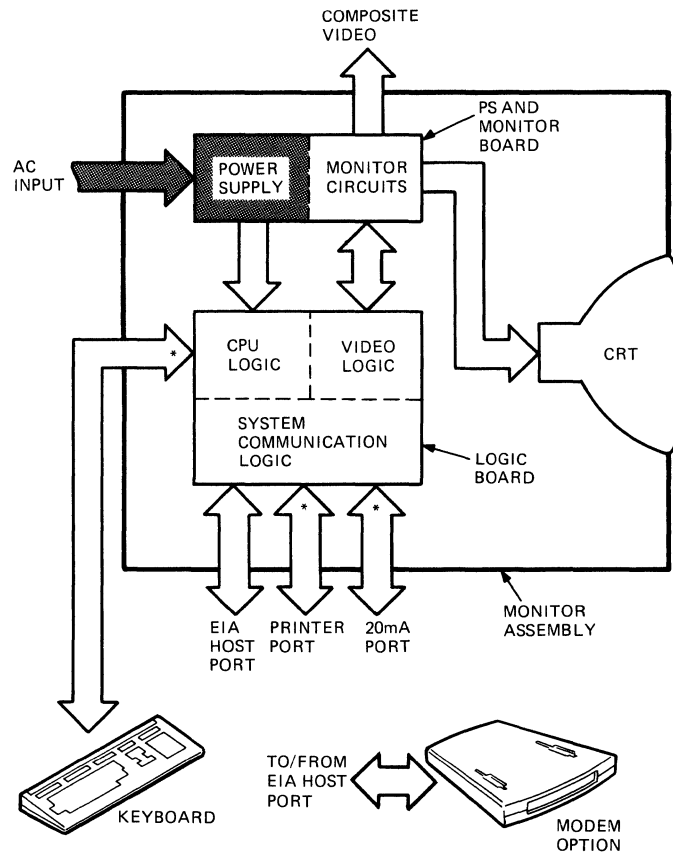 COMPOSITE
VIDEO
PS AND
MONITOR
BOARD
AC
INPUT
POWER
SUPPLY
MONITOR
CIRCUITS
*
CPU
LOGIC
VIDEO
LOGIC
CRT
SYSTEM
COMMUNICATION
LOGIC
LOGIC
BOARD
*
*
EIA
HOST
PORT
PRINTER
PORT
20mA
PORT
MONITOR
ASSEMBLY
KEYBOARD
TO/FROM
EIA HOST
PORT
MODEM
OPTION